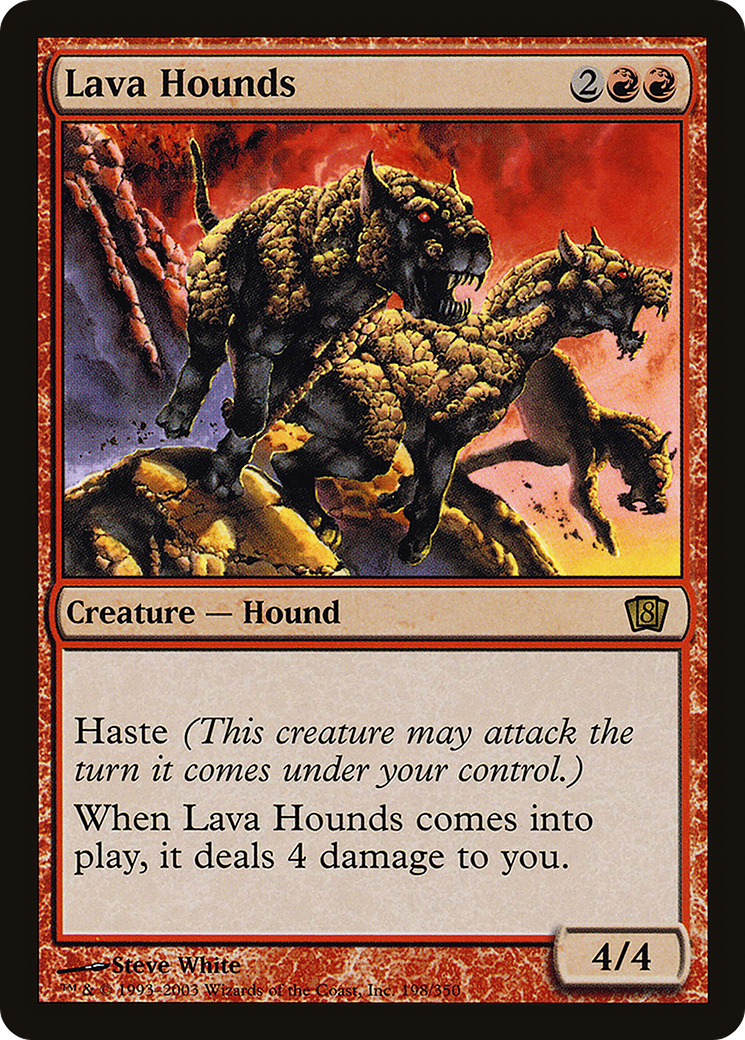 Lava Hounds 2
Creature — Hound 8
Haste (This creature may attack the
turn it comes under your control.)
When Lava Hounds comes into
play, it deals 4 damage to you.
4/4
Steve White
™ & © 1993–2003 Wizards of the Coast, Inc. 198/350